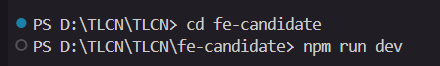 PS D:\TLCN\TLCN> cd fe-candidate
PS D:\TLCN\TLCN\fe-candidate> npm run dev